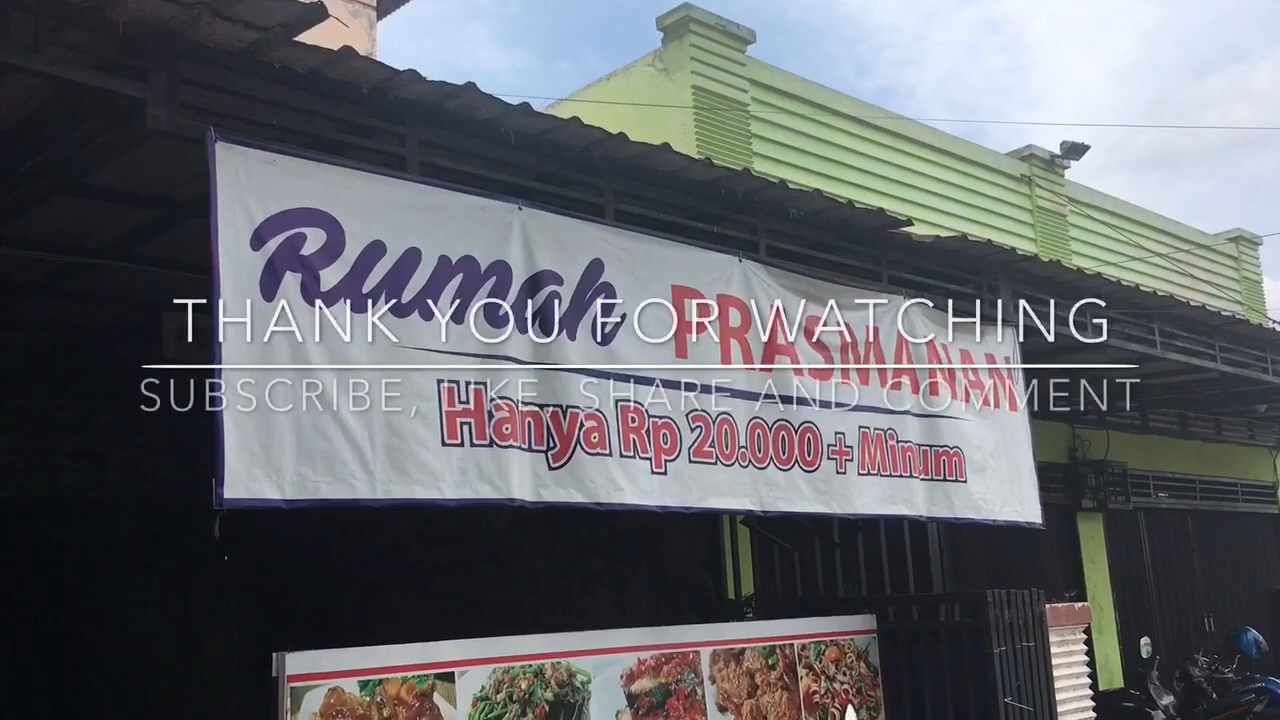 Rumah PRASMANAN
THANK YOU FOR WATCHING
SUBSCRIBE, LIKE, SHARE AND COMMENT
Hanya Rp 20.000 + Minum